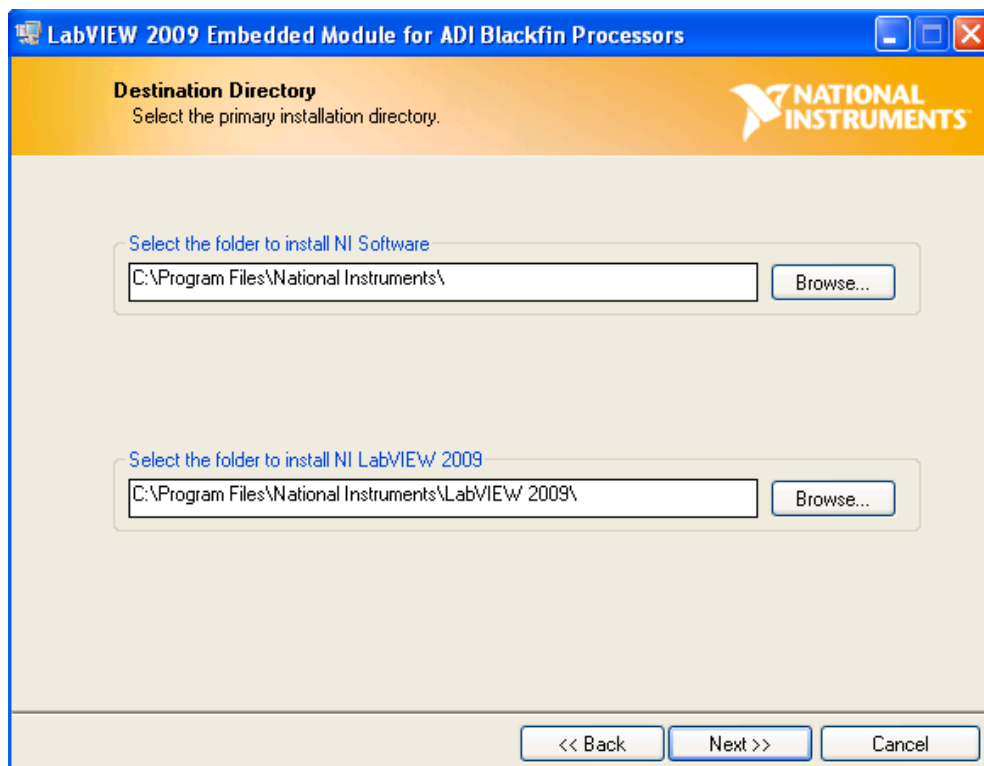 LabVIEW 2009 Embedded Module for ADI Blackfin Processors
Destination Directory
Select the primary installation directory.
NATIONAL
INSTRUMENTS
Select the folder to install NI Software
C:\Program Files\National Instruments\
Browse...
Select the folder to install NI LabVIEW 2009
C:\Program Files\National Instruments\LabVIEW 2009\
Browse...
<< Back
Next >>
Cancel